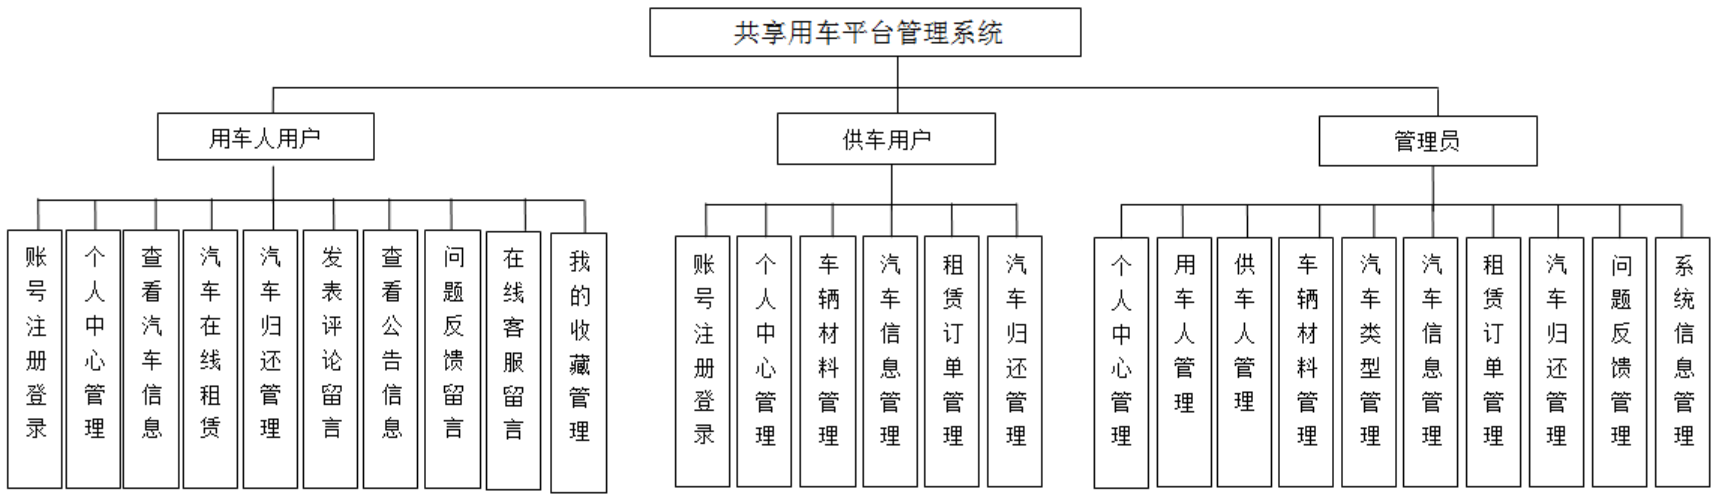 共享用车平台管理系统
用车人用户
供车用户
管理员
账号注册登录
个人中心管理
查看汽车信息
汽车在线租赁
汽车归还管理
发表评论留言
查看公告信息
问题反馈留言
在线客服留言
我的收藏管理
账号注册登录
个人中心管理
车辆材料管理
汽车信息管理
租赁订单管理
汽车归还管理
个人中心管理
用车人管理
供车人管理
车辆材料管理
汽车类型管理
汽车信息管理
租赁订单管理
汽车归还管理
问题反馈管理
系统信息管理